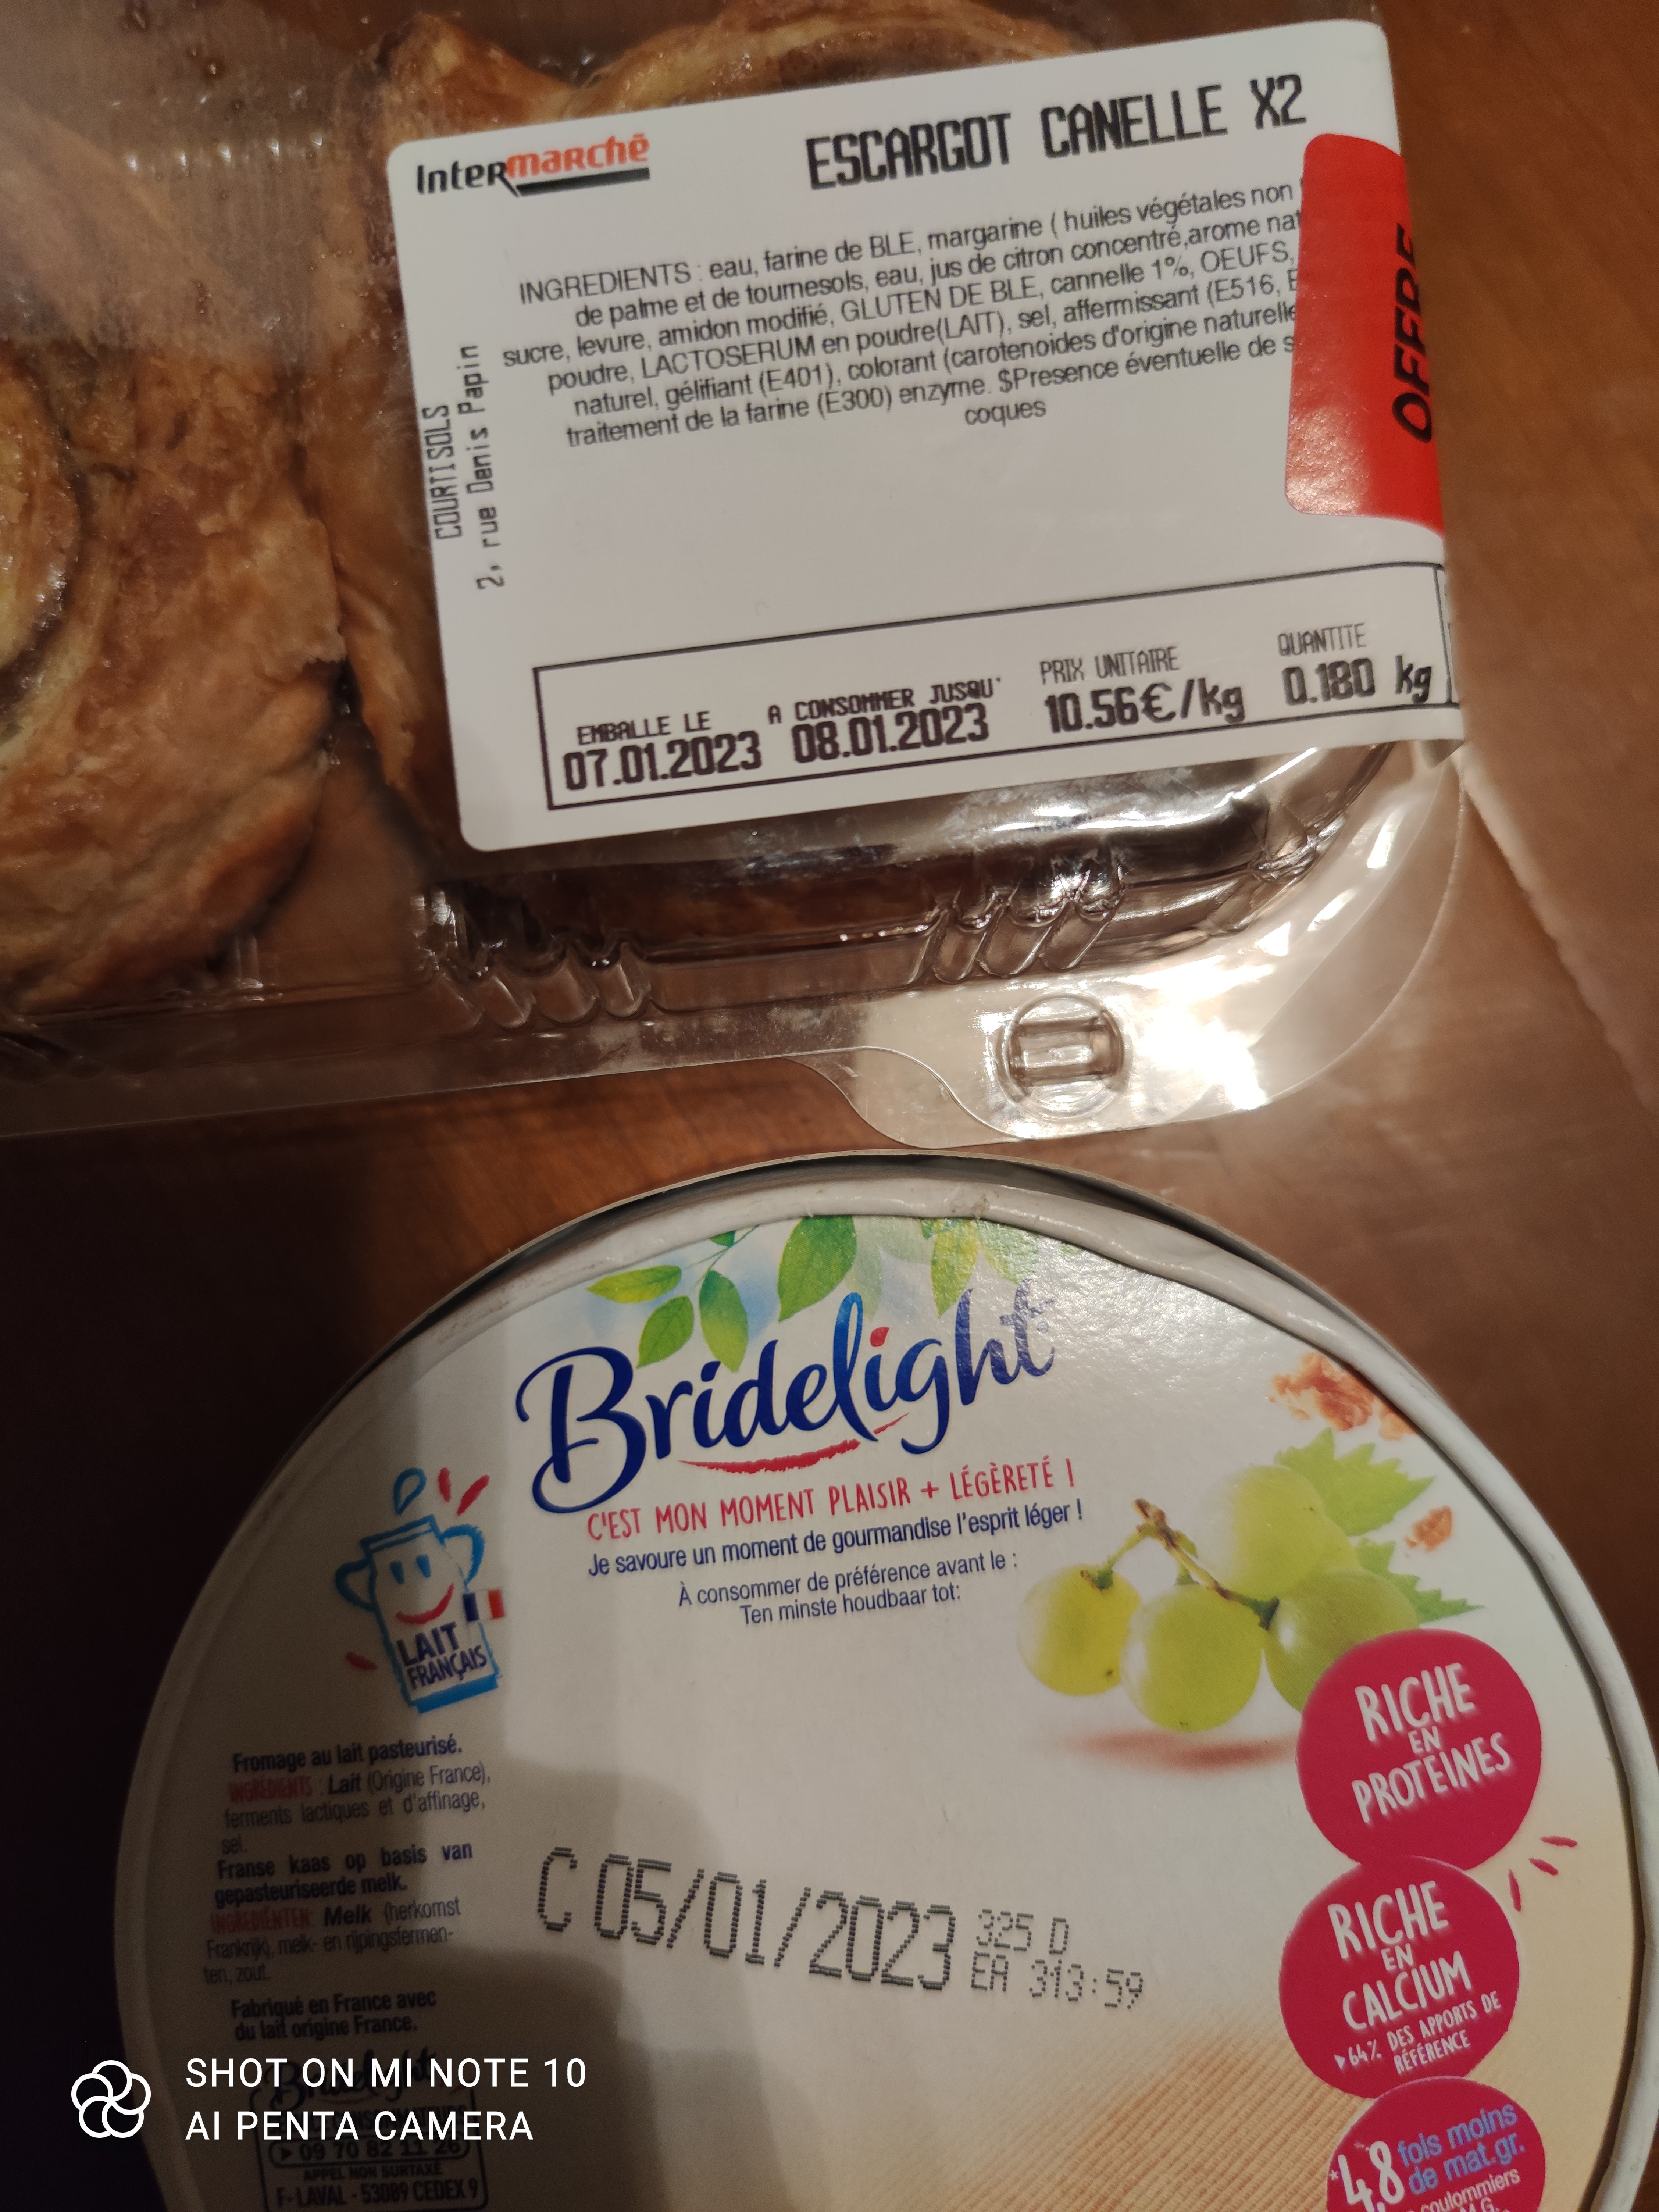 Intermarchē
ESCARGOT CANELLE X2
INGREDIENTS : eau, farine de BLE, margarine ( huiles végétales non
de palme et de tournesols, eau, jus de citron concentré,arome nat
sucre, levure, amidon modifié, GLUTEN DE BLE, cannelle 1%, OEUFS,
poudre, LACTOSERUM en poudre(LAIT), sel, affermissant (E516, E
naturel, gélifiant (E401), colorant (carotenoides d'origine naturelle
traitement de la farine (E300) enzyme. $Presence éventuelle de s
coques
COURTISOLS
2, rue Denis Papin
OFFRE
EMBALLE LE
07.01.2023
A CONSOMMER JUSQU'
08.01.2023
PRIX UNITAIRE
10.56€/kg
QUANTITE
0.180 kg
Bridelight
C'EST MON MOMENT PLAISIR + LÉGÈRETÉ !
Je savoure un moment de gourmandise l'esprit léger !
À consommer de préférence avant le :
Ten minste houdbaar tot:
LAIT
FRANÇAIS
Fromage au lait pasteurisé.
INGRÉDIENTS : Lait (Origine France),
ferments lactiques et d'affinage,
sel.
Franse kaas op basis van
gepasteuriseerde melk.
INGREDIËNTEN: Melk (herkomst
Frankrijk), melk- en rijpingsfermen-
ten, zout.
Fabriqué en France avec
du lait origine France.
C 05/01/2023
325 D
EA 313:59
RICHE
EN
PROTÉINES
RICHE
EN
CALCIUM
64% DES APPORTS DE
RÉFÉRENCE
*4,8 fois moins
de mat.gr.
coulommiers
M.G.
Bridelight
09 70 82 11 26
APPEL NON SURTAXÉ
F- LAVAL - 53089 CEDEX 9
SHOT ON MI NOTE 10
AI PENTA CAMERA